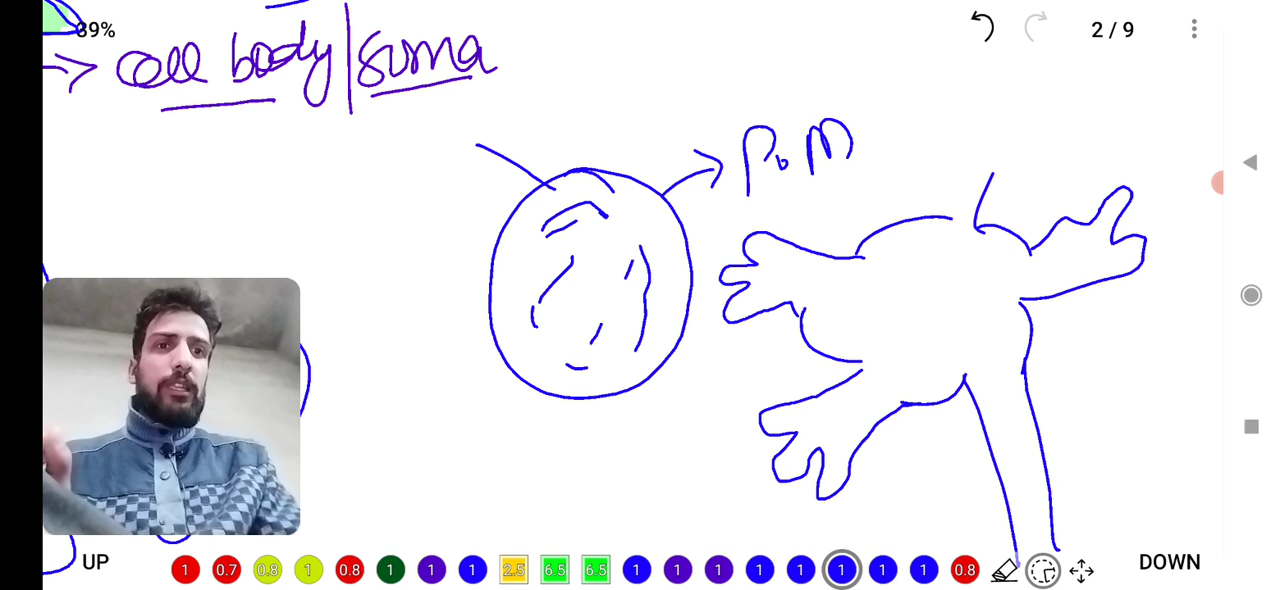 39%
2 / 9
→ cell body | soma
P.M
UP
1 0.7 0.8 1 0.8 1 1 1 2.5 6.5 6.5 1 1 1 1 1 1 1 1 0.8
DOWN